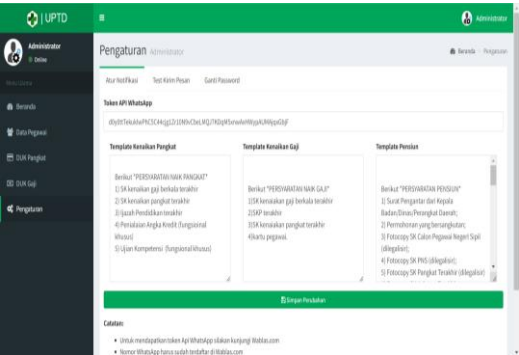 | UPTD
Administrator
Administrator
Online
Menu Utama
Beranda
Data Pegawai
DUK Pangkat
DUK Gaji
Pengaturan
Pengaturan Administrator
Beranda
Pengaturan
Atur Notifikasi Test Kirim Pesan Ganti Password
Token API WhatsApp
Template Kenaikan Pangkat
Berikut "PERSYARATAN NAIK PANGKAT"
1) SK kenaikan gaji berkala terakhir
2) SK kenaikan pangkat terakhir
3) Ijazah Pendidikan terakhir
4) Penialaian Angka Kredit (fungsional
khusus)
5) Ujian Kompetensi (fungsional khusus)
Template Kenaikan Gaji
Berikut "PERSYARATAN NAIK GAJI"
1)SK kenaikan gaji berkala terakhir
2)SKP terakhir
3)SK kenaikan pangkat terakhir
4)kartu pegawai.
Template Pensiun
Berikut "PERSYARATAN PENSIUN"
1) Surat Pengantar dari Kepala
Badan/Dinas/Perangkat Daerah;
2) Permohonan yang bersangkutan;
3) Fotocopy SK Calon Pegawai Negeri Sipil
(dilegalisir);
4) Fotocopy SK PNS (dilegalisir);
5) Fotocopy SK Pangkat Terakhir (dilegalisir)
Simpan Perubahan
Catatan:
Untuk mendapatkan token Api WhatsApp silakan kunjungi Wablas.com
Nomor WhatsApp harus sudah terdaftar di Wablas.com